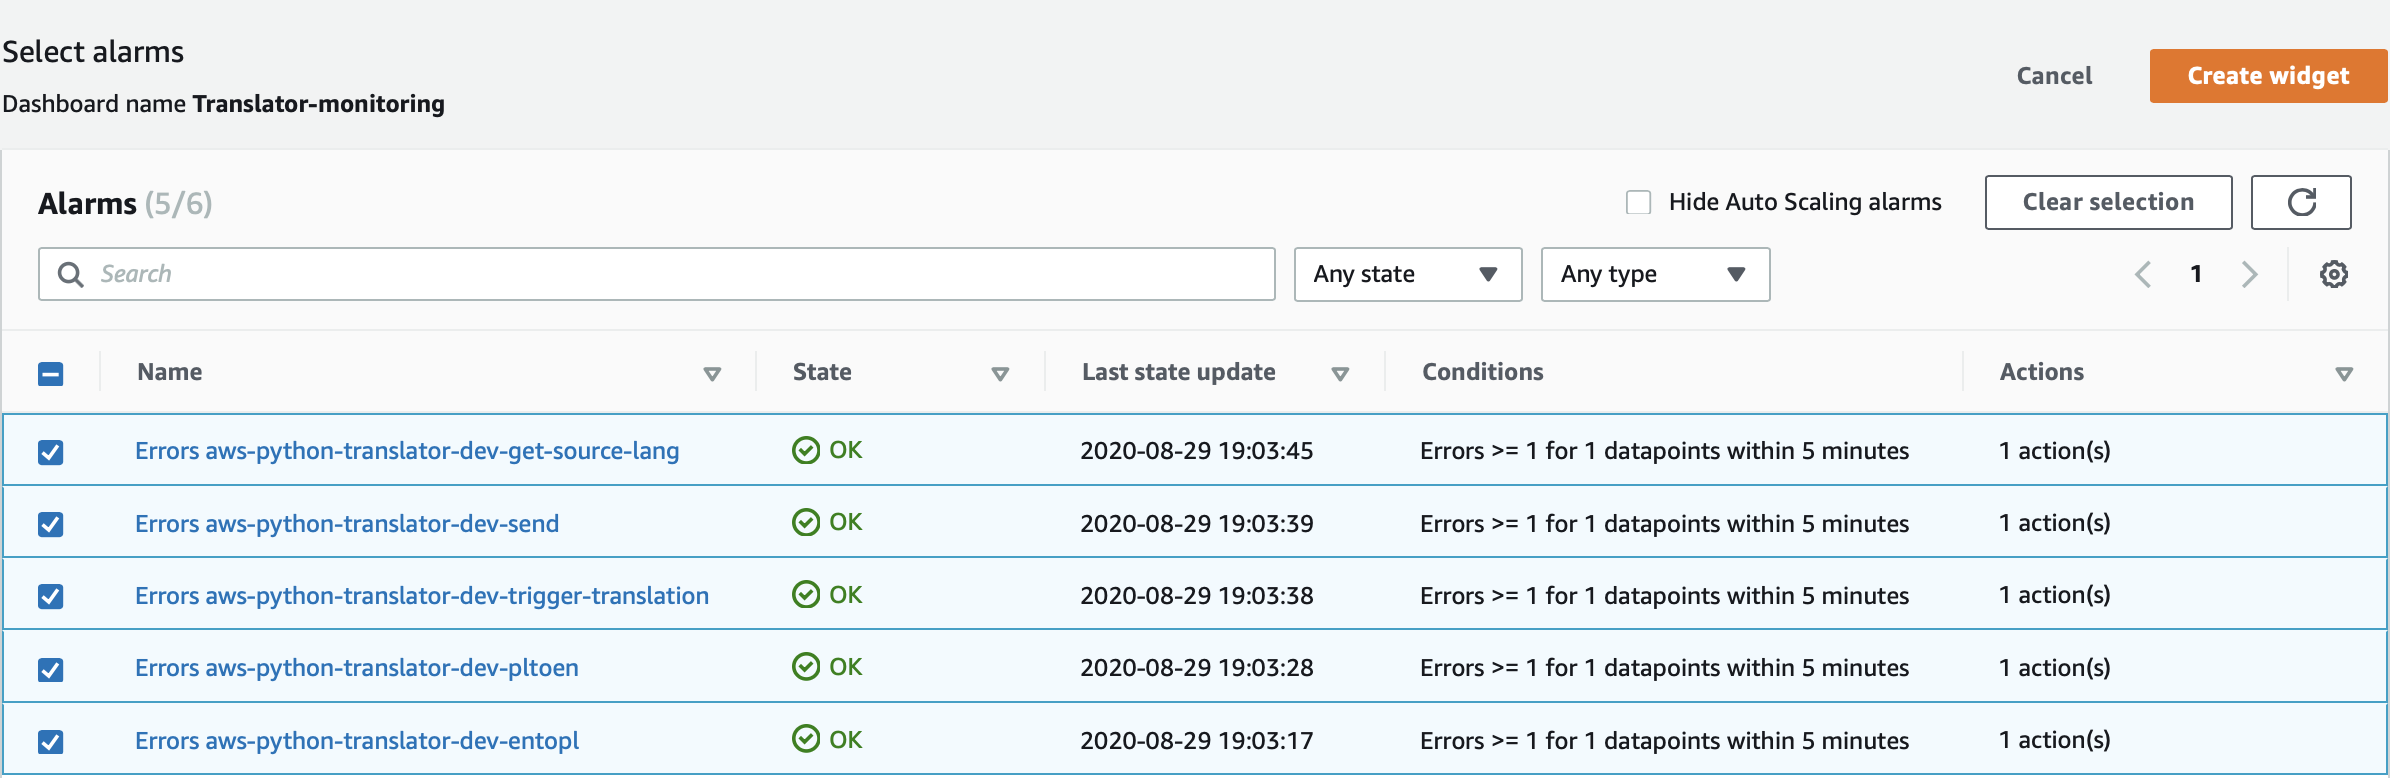 Select alarms
Cancel
Create widget
Dashboard name Translator-monitoring
Alarms (5/6)
Hide Auto Scaling alarms
Clear selection
Search
Any state
Any type
1
Name
State
Last state update
Conditions
Actions
Errors aws-python-translator-dev-get-source-lang OK 2020-08-29 19:03:45 Errors >= 1 for 1 datapoints within 5 minutes 1 action(s)
Errors aws-python-translator-dev-send OK 2020-08-29 19:03:39 Errors >= 1 for 1 datapoints within 5 minutes 1 action(s)
Errors aws-python-translator-dev-trigger-translation OK 2020-08-29 19:03:38 Errors >= 1 for 1 datapoints within 5 minutes 1 action(s)
Errors aws-python-translator-dev-pltoen OK 2020-08-29 19:03:28 Errors >= 1 for 1 datapoints within 5 minutes 1 action(s)
Errors aws-python-translator-dev-entopl OK 2020-08-29 19:03:17 Errors >= 1 for 1 datapoints within 5 minutes 1 action(s)